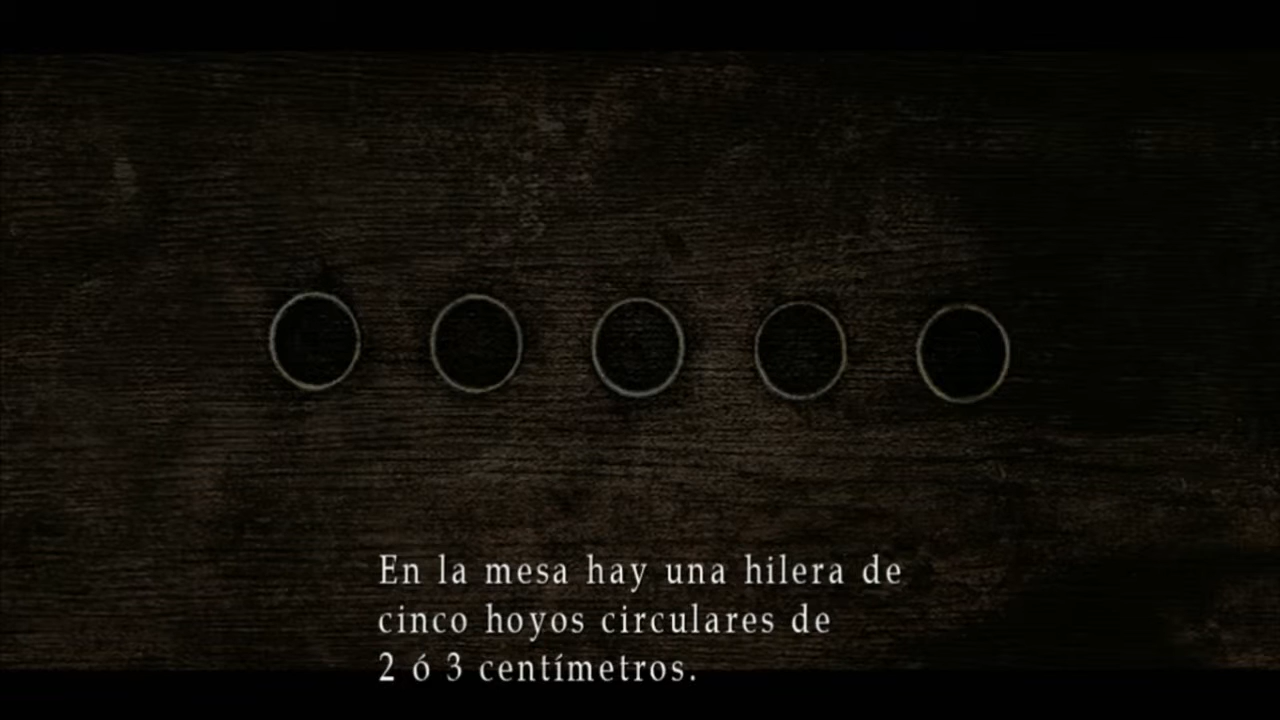 En la mesa hay una hilera de
cinco hoyos circulares de
2 ó 3 centímetros.